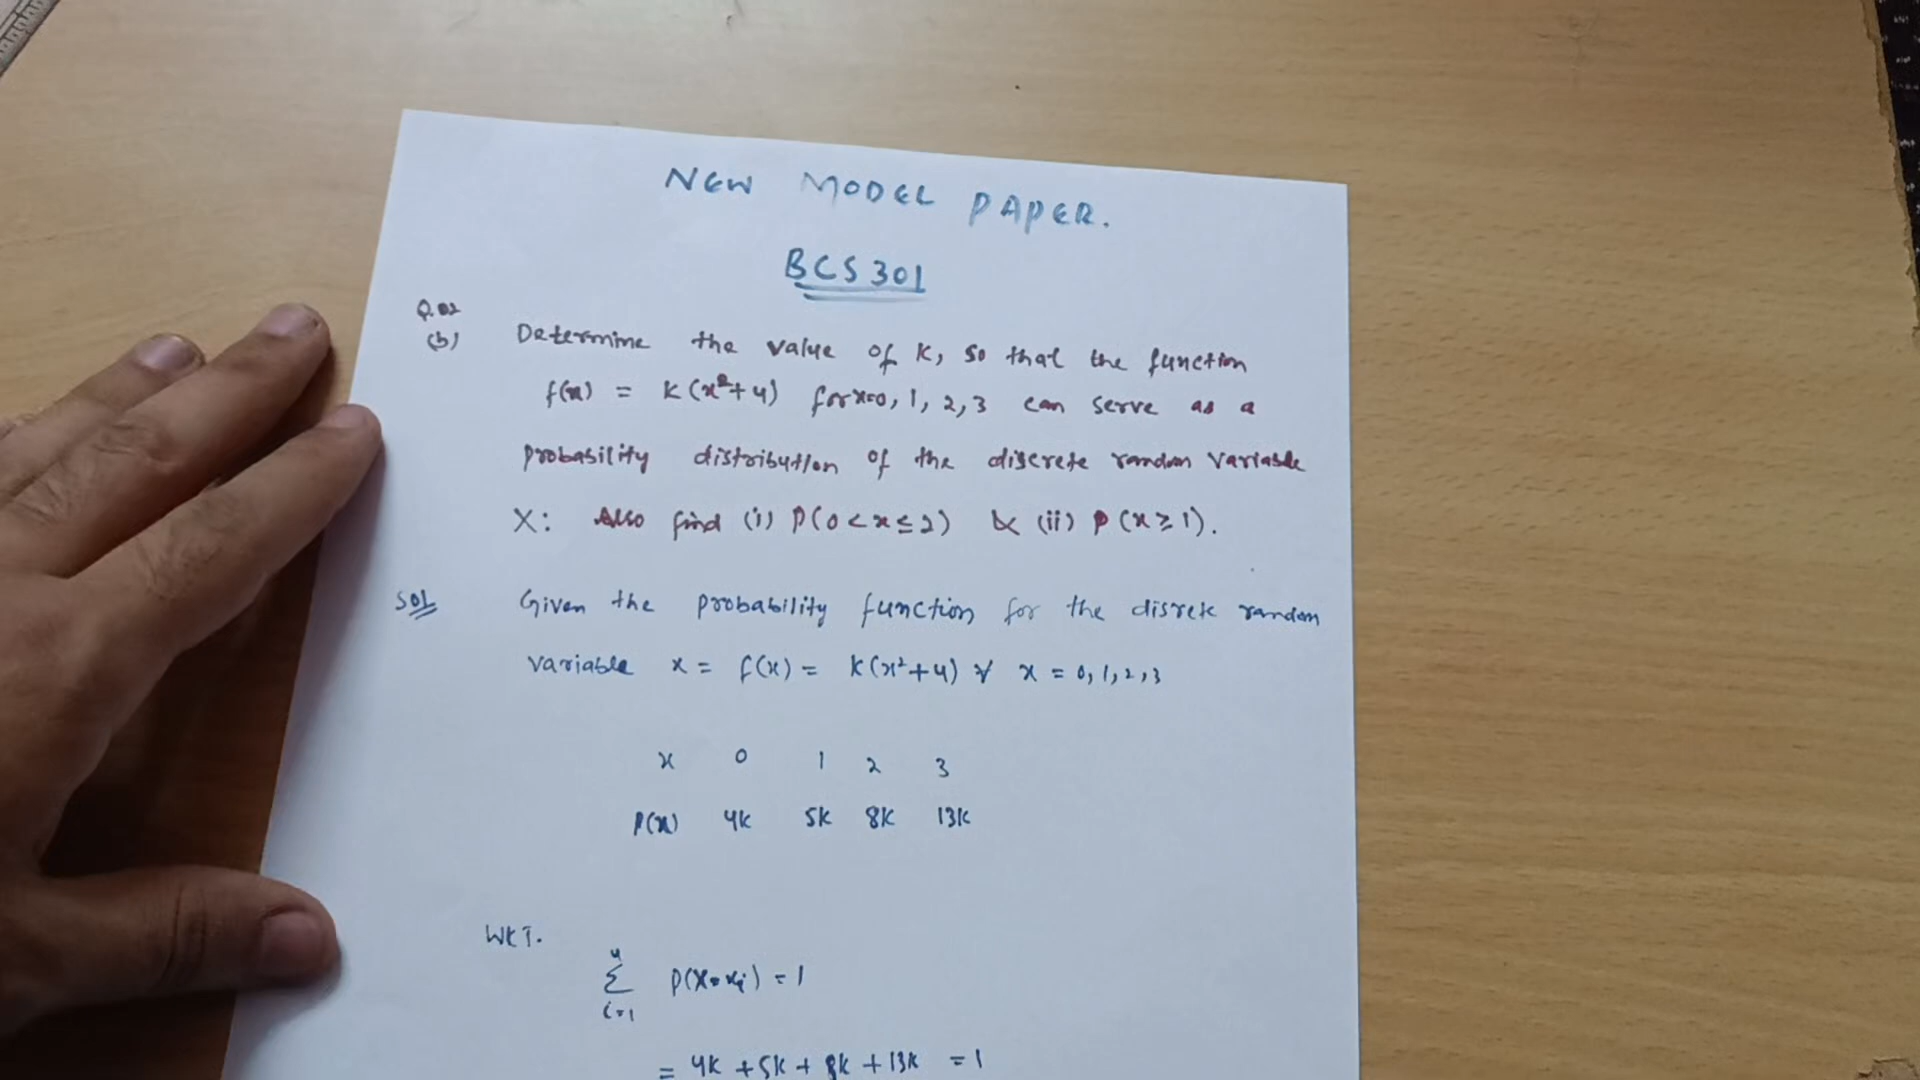 NEW MODEL PAPER.
BCS301
Q.02
(b) Determine the value of K, so that the function
f(x) = K(x²+4) for x=0, 1, 2, 3 can serve as a
probability distribution of the discrete random variable
X: Also find (i) P(0<x≤2) & (ii) P(x≥1).
Sol Given the probability function for the disrete random
variable x = f(x) = K(x²+4) ∀ x = 0,1,2,3
x 0 1 2 3
P(x) 4K 5K 8K 13K
WKT.
4
Σ P(X=xi) = 1
i=1
= 4K + 5K + 8K + 13K = 1